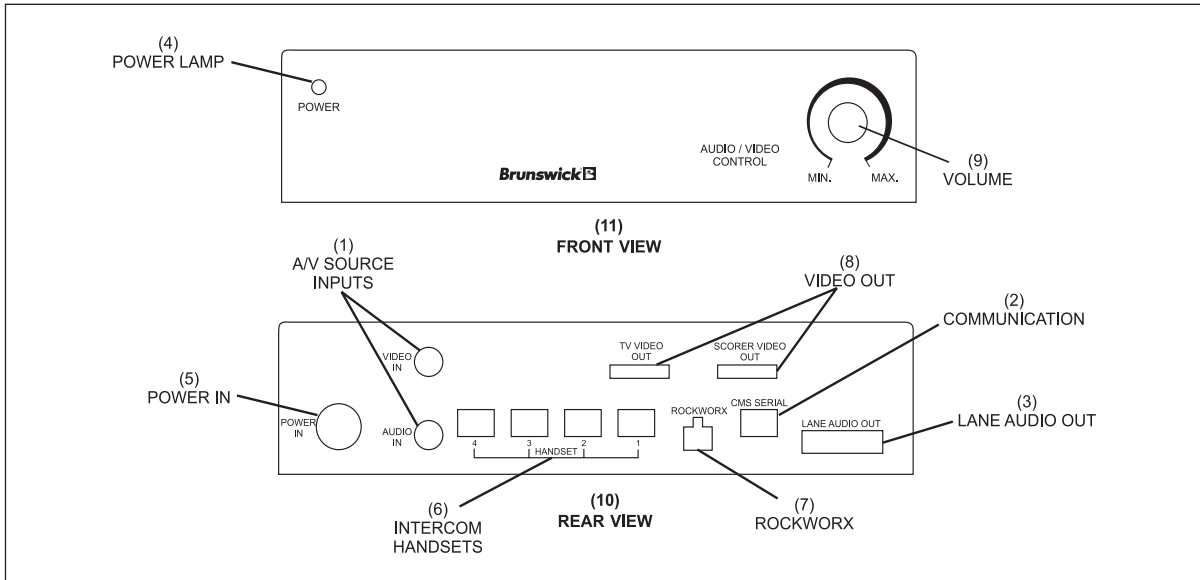 (4)
POWER LAMP
POWER
AUDIO / VIDEO
CONTROL
MIN.
MAX.
(9)
VOLUME
Brunswick
(11)
FRONT VIEW
(1)
A/V SOURCE
INPUTS
(8)
VIDEO OUT
(2)
COMMUNICATION
VIDEO
IN
TV VIDEO
OUT
SCORER VIDEO
OUT
(5)
POWER IN
POWER
IN
AUDIO
IN
ROCKWORX
CMS SERIAL
LANE AUDIO OUT
(3)
LANE AUDIO OUT
4 3 2 1
HANDSET
(6)
INTERCOM
HANDSETS
(10)
REAR VIEW
(7)
ROCKWORX